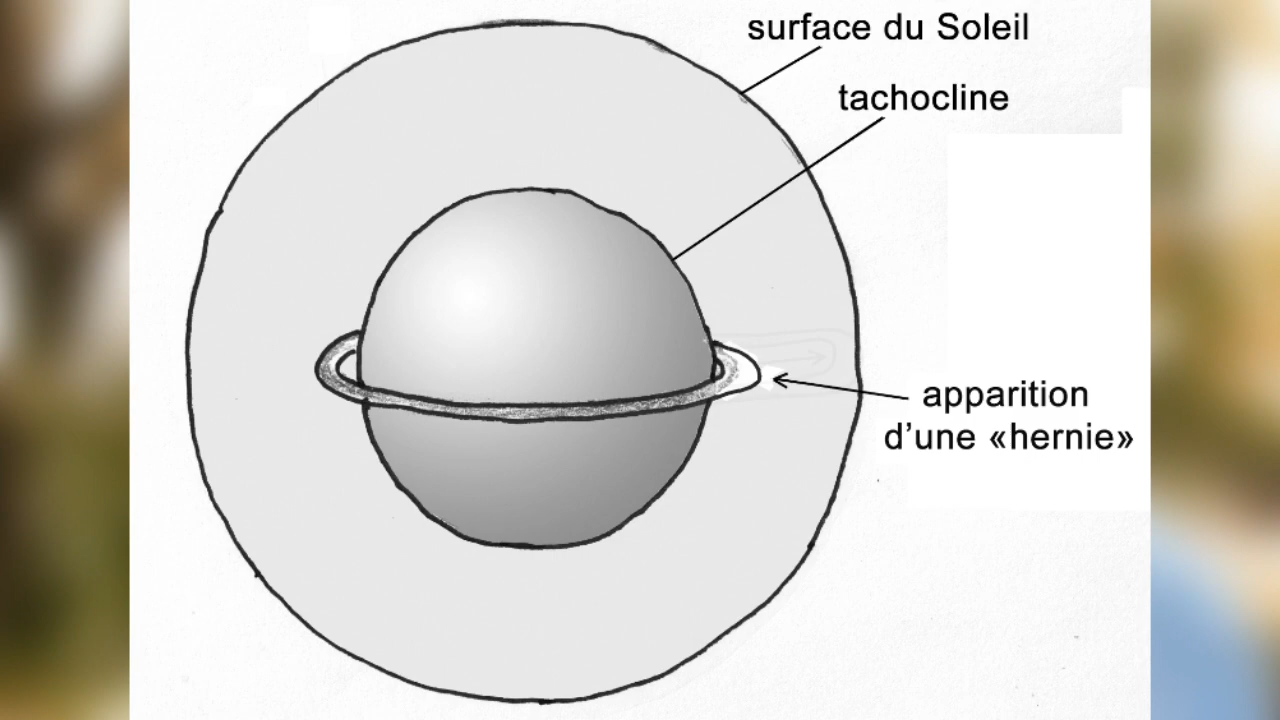 surface du Soleil
tachocline
apparition
d’une «hernie»